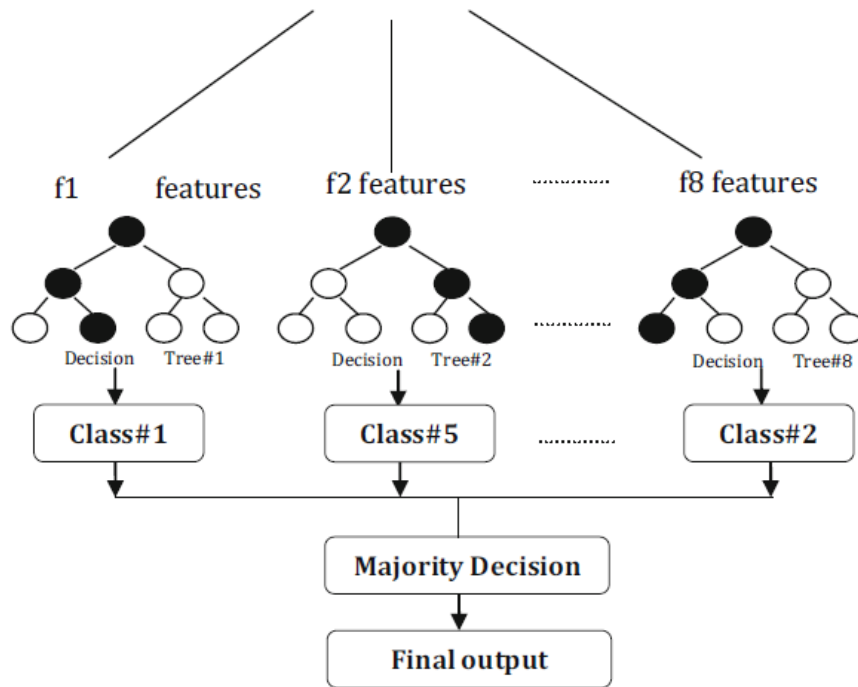 f1 features f2 features f8 features
Decision Tree#1 Decision Tree#2 Decision Tree#8
Class#1 Class#5 Class#2
Majority Decision
Final output